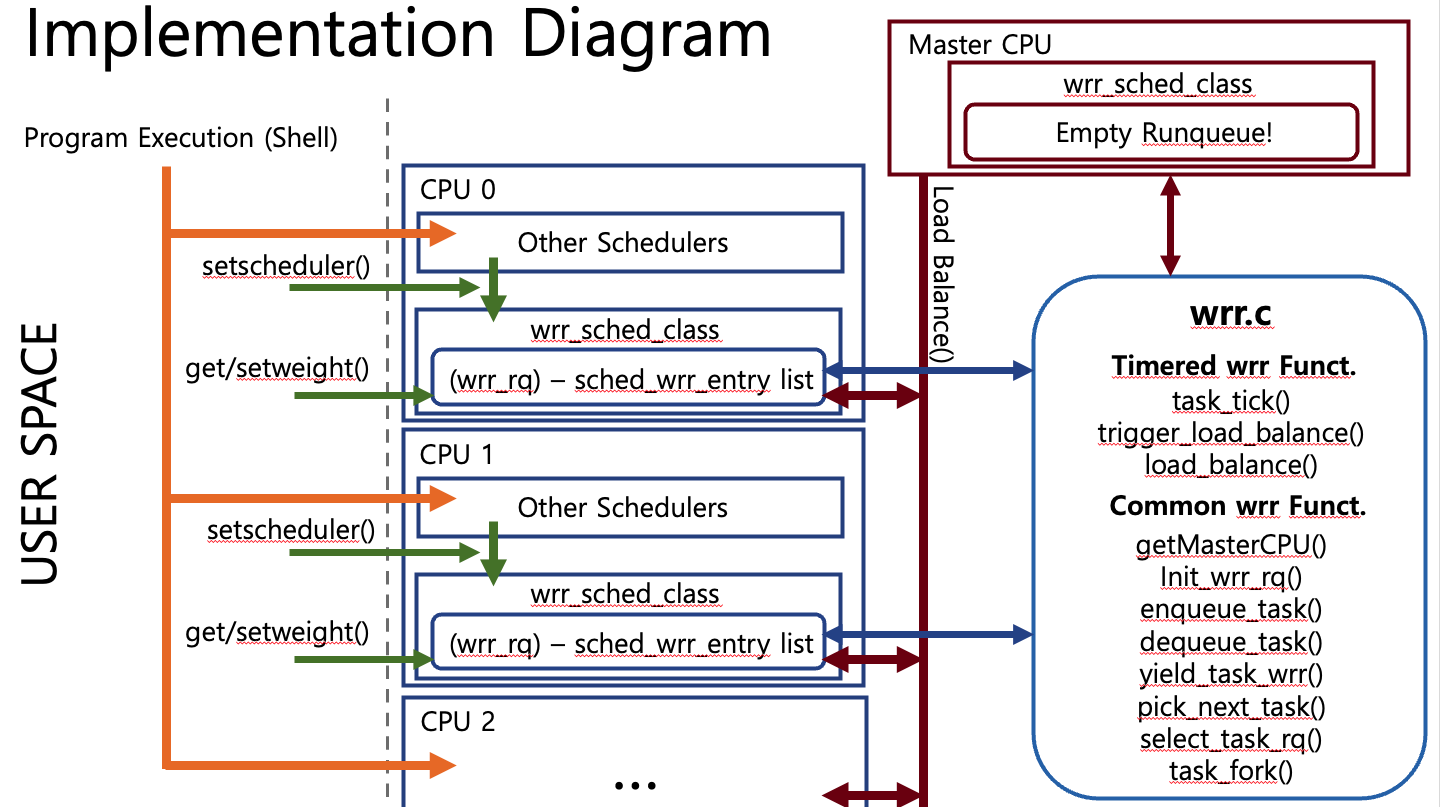 Implementation Diagram
Program Execution (Shell)
USER SPACE
setscheduler()
get/setweight()
setscheduler()
get/setweight()
CPU 0
Other Schedulers
wrr_sched_class
(wrr_rq) – sched_wrr_entry list
CPU 1
Other Schedulers
wrr_sched_class
(wrr_rq) – sched_wrr_entry list
CPU 2
...
Master CPU
wrr_sched_class
Empty Runqueue!
Load Balance()
wrr.c
Timered wrr Funct.
task_tick()
trigger_load_balance()
load_balance()
Common wrr Funct.
getMasterCPU()
Init_wrr_rq()
enqueue_task()
dequeue_task()
yield_task_wrr()
pick_next_task()
select_task_rq()
task_fork()